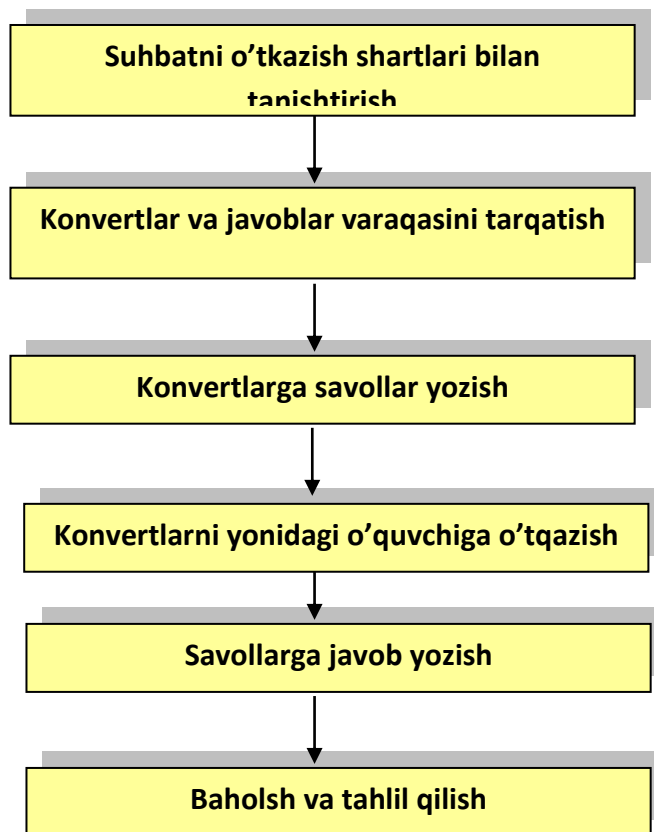 Suhbatni o’tkazish shartlari bilan
tanishtirish
Konvertlar va javoblar varaqasini tarqatish
Konvertlarga savollar yozish
Konvertlarni yonidagi o’quvchiga o’tqazish
Savollarga javob yozish
Baholsh va tahlil qilish